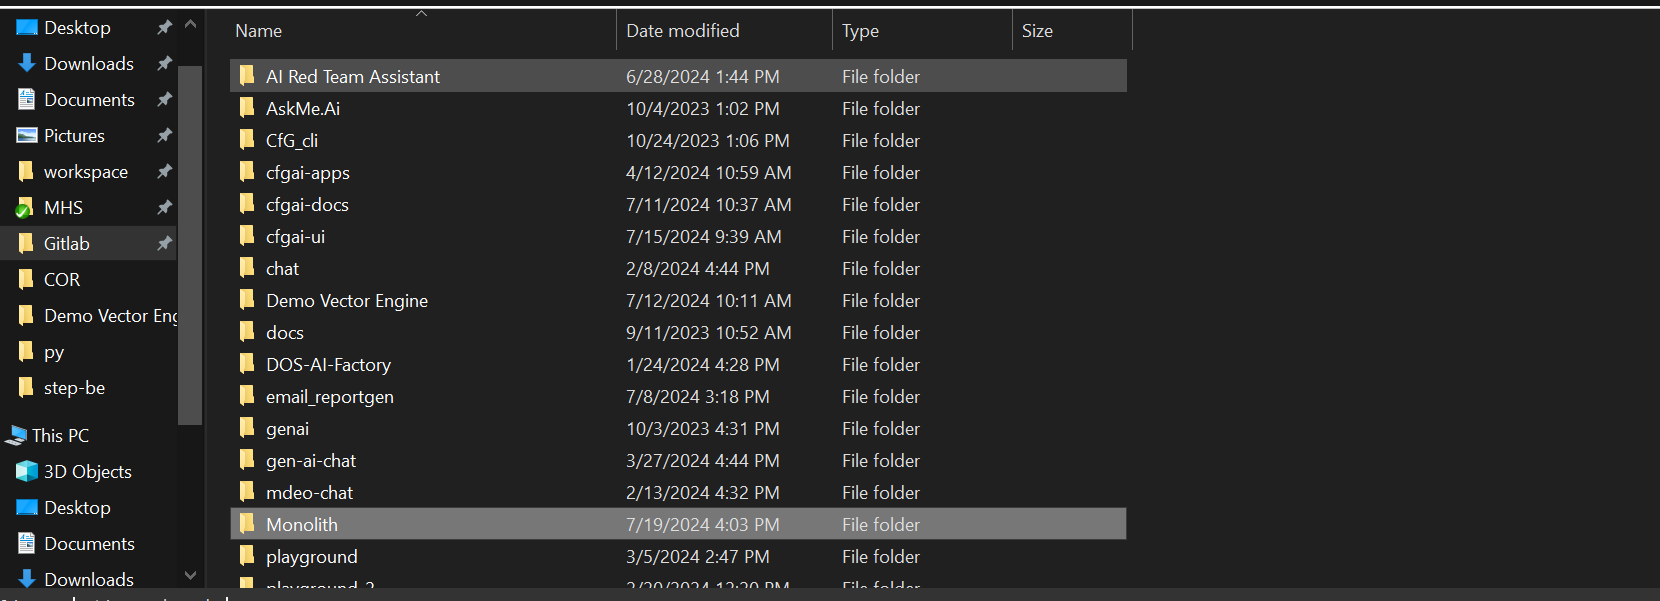 Desktop
Downloads
Documents
Pictures
workspace
MHS
Gitlab
COR
Demo Vector Eng
py
step-be
This PC
3D Objects
Desktop
Documents
Downloads
Name Date modified Type Size
AI Red Team Assistant 6/28/2024 1:44 PM File folder
AskMe.Ai 10/4/2023 1:02 PM File folder
CfG_cli 10/24/2023 1:06 PM File folder
cfgai-apps 4/12/2024 10:59 AM File folder
cfgai-docs 7/11/2024 10:37 AM File folder
cfgai-ui 7/15/2024 9:39 AM File folder
chat 2/8/2024 4:44 PM File folder
Demo Vector Engine 7/12/2024 10:11 AM File folder
docs 9/11/2023 10:52 AM File folder
DOS-AI-Factory 1/24/2024 4:28 PM File folder
email_reportgen 7/8/2024 3:18 PM File folder
genai 10/3/2023 4:31 PM File folder
gen-ai-chat 3/27/2024 4:44 PM File folder
mdeo-chat 2/13/2024 4:32 PM File folder
Monolith 7/19/2024 4:03 PM File folder
playground 3/5/2024 2:47 PM File folder
playground_2 2/20/2024 12:20 PM File folder